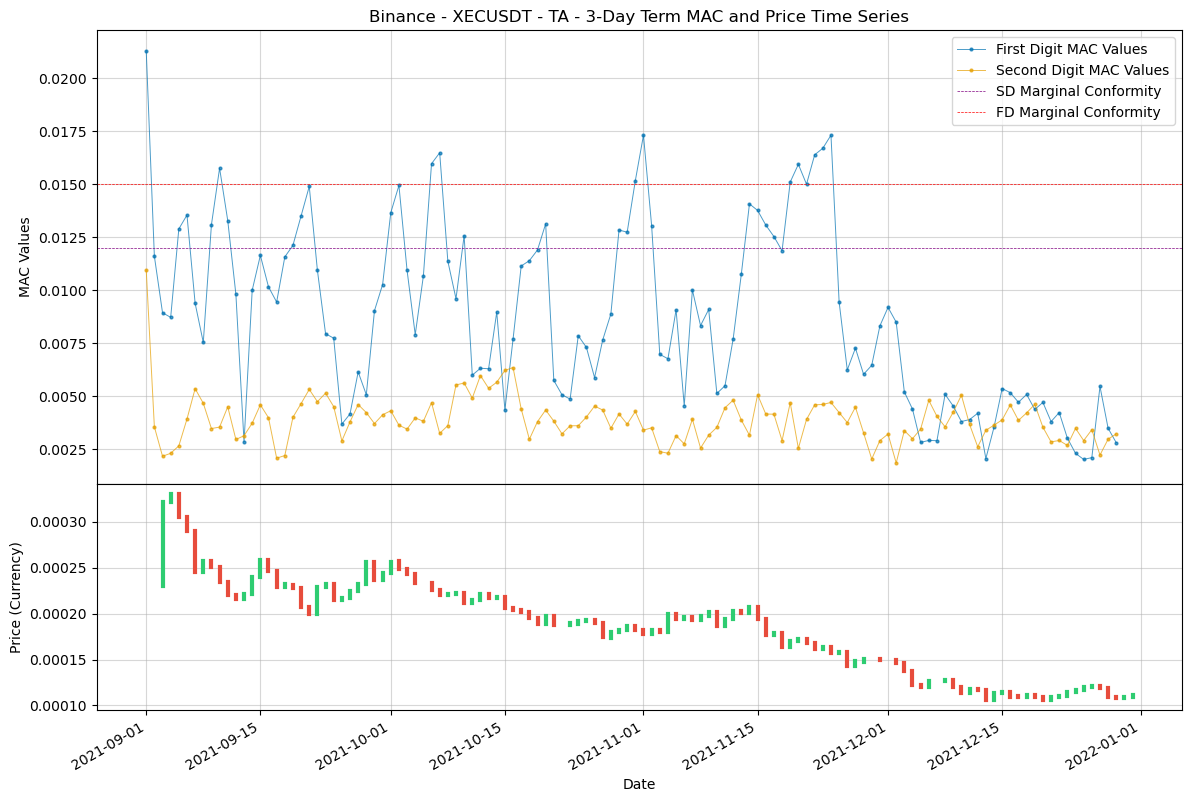 Binance - XECUSDT - TA - 3-Day Term MAC and Price Time Series
First Digit MAC Values
Second Digit MAC Values
SD Marginal Conformity
FD Marginal Conformity
MAC Values
0.0200
0.0175
0.0150
0.0125
0.0100
0.0075
0.0050
0.0025
Price (Currency)
0.00030
0.00025
0.00020
0.00015
0.00010
2021-09-01
2021-09-15
2021-10-01
2021-10-15
2021-11-01
2021-11-15
2021-12-01
2021-12-15
2022-01-01
Date